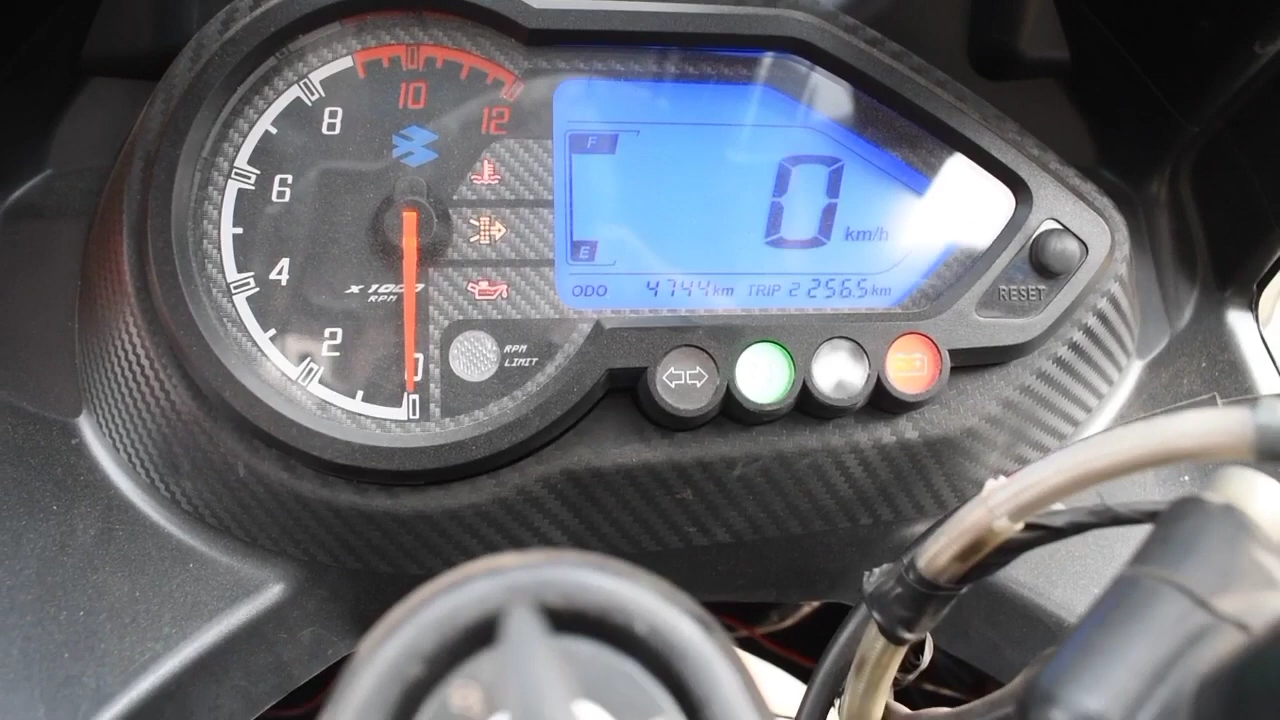 10
12
8
6
4
2
0
X 1000
RPM
RPM
LIMIT
F
E
0 km/h
ODO 4744km TRIP 2 256.5km
RESET